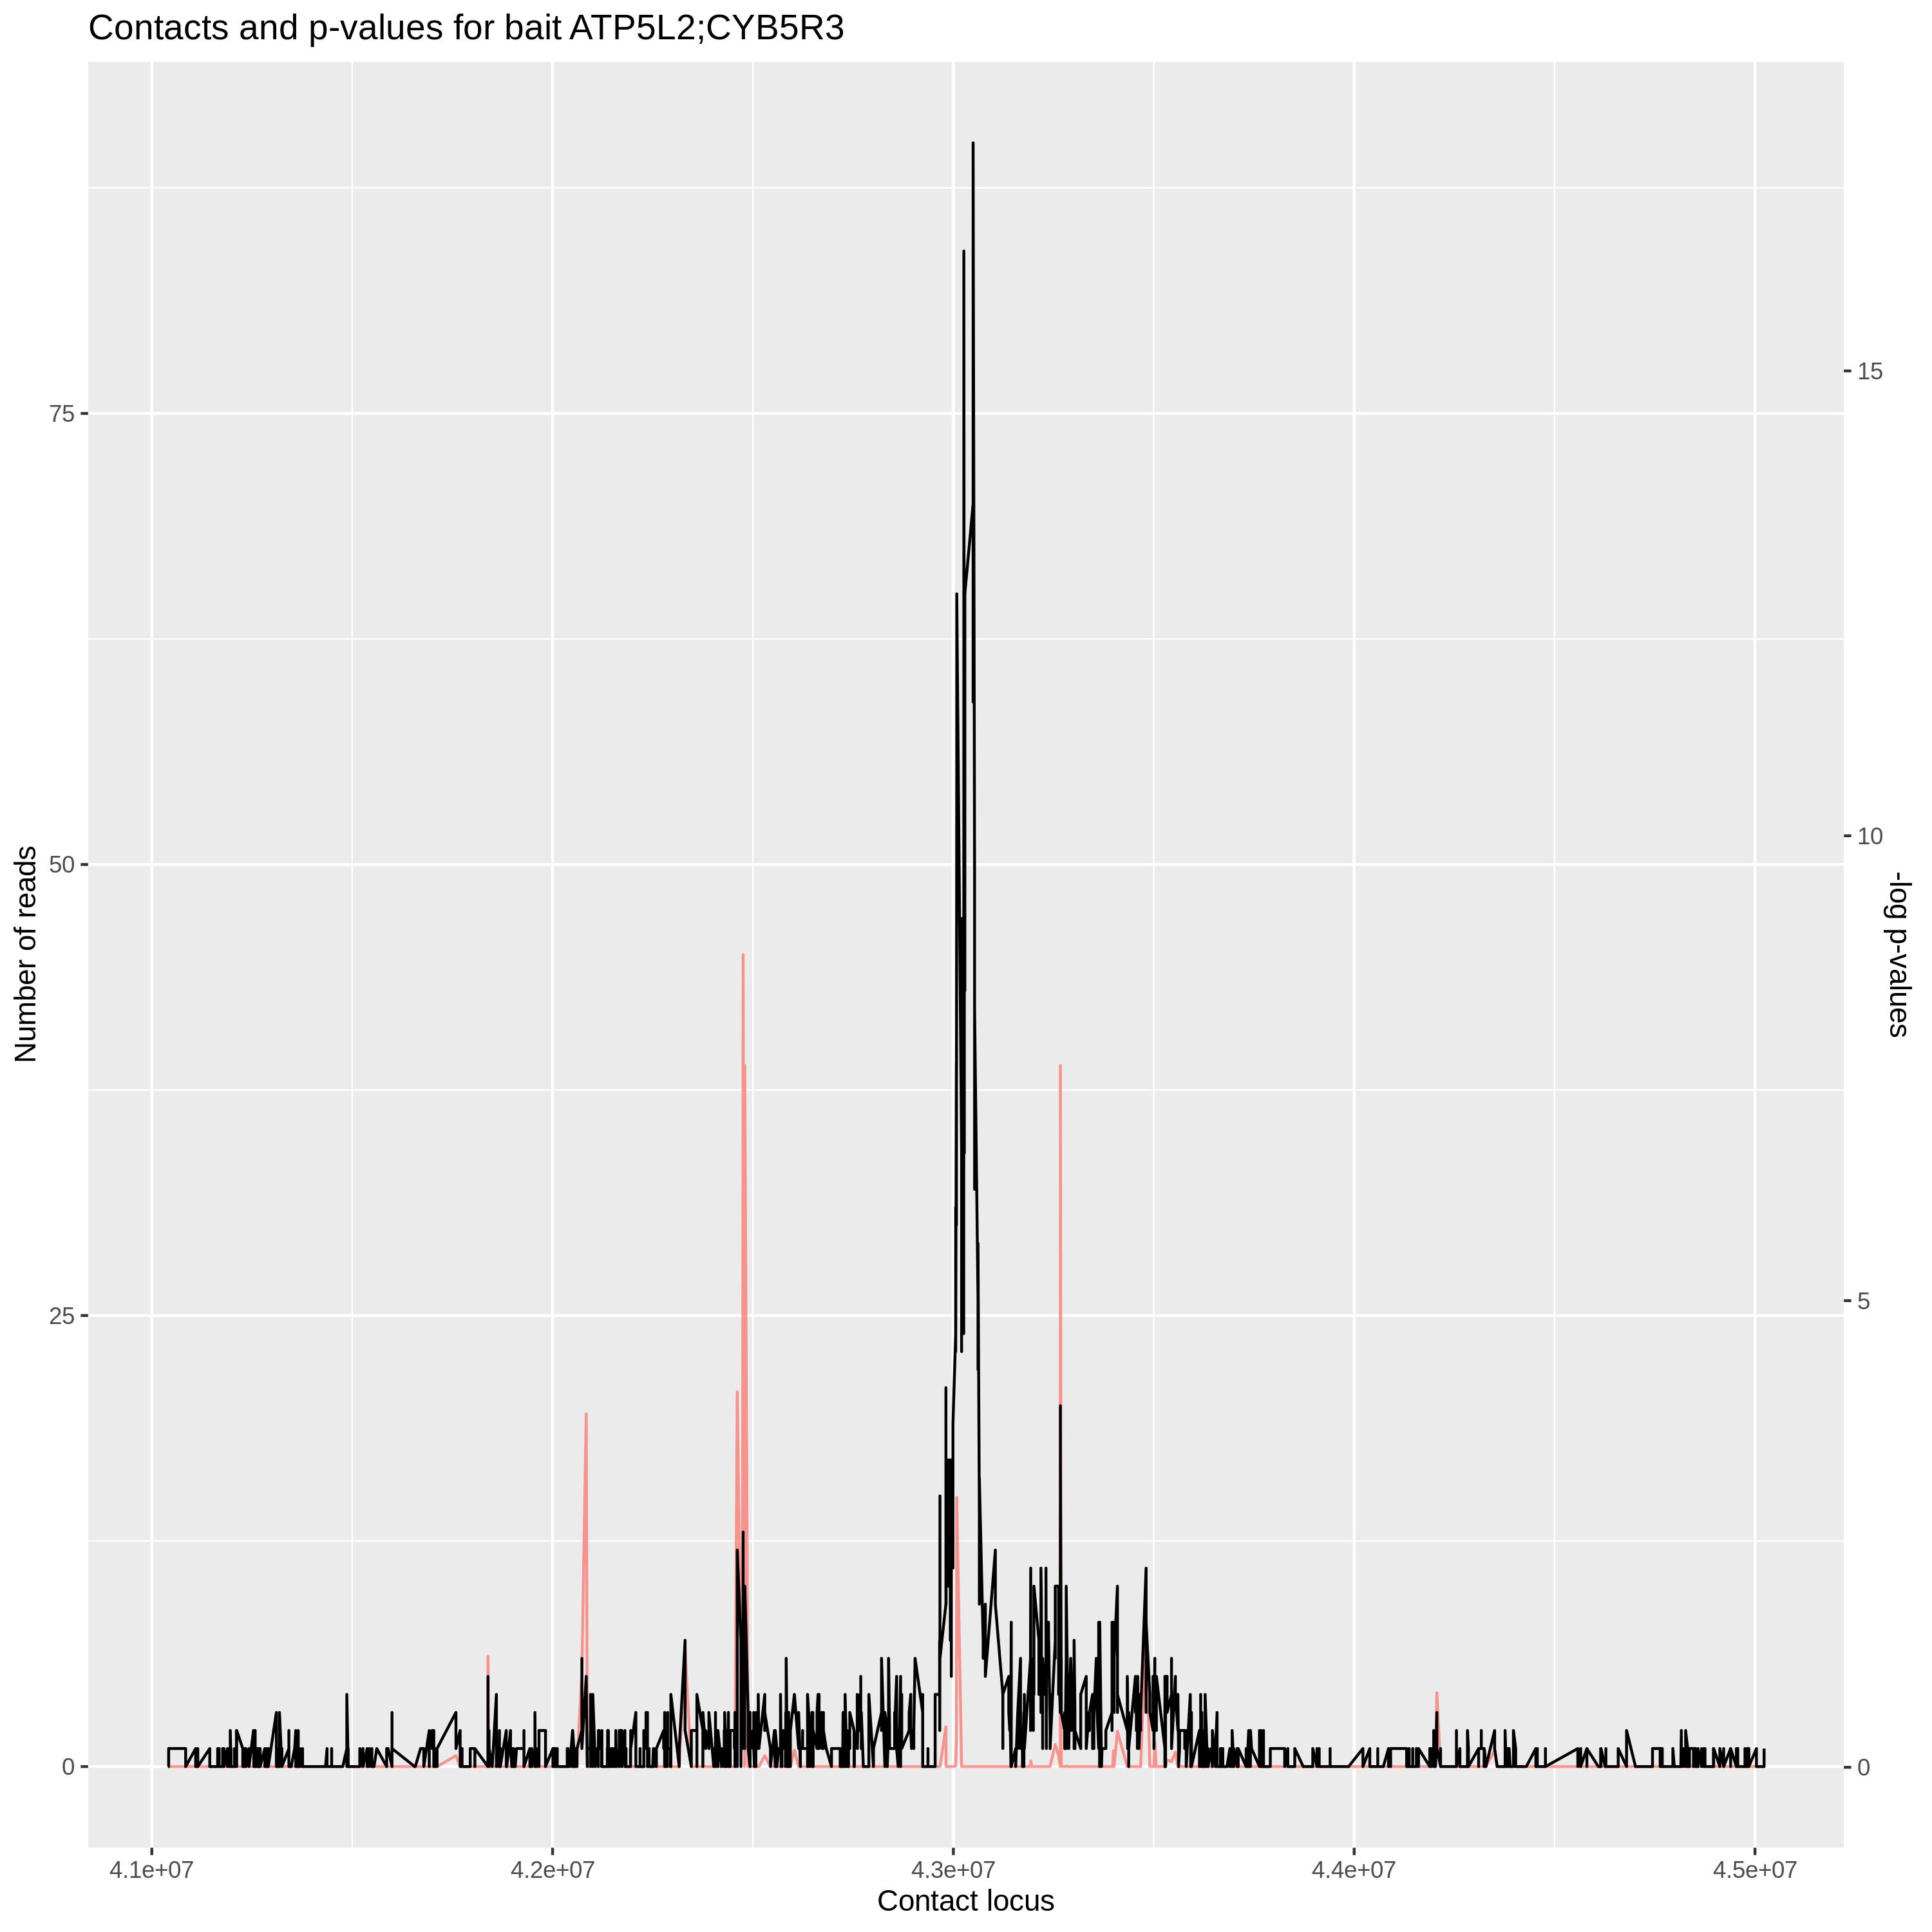 Contacts and p-values for bait ATP5L2;CYB5R3
Number of reads
75
50
25
0
15
10
5
0
-log p-values
4.1e+07
4.2e+07
4.3e+07
4.4e+07
4.5e+07
Contact locus